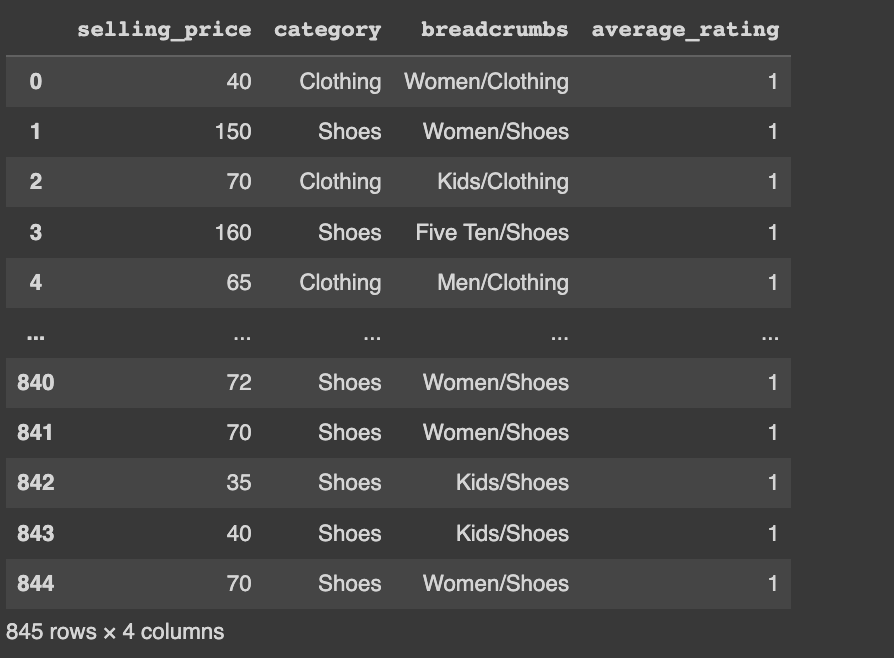 selling_price category breadcrumbs average_rating
0 40 Clothing Women/Clothing 1
1 150 Shoes Women/Shoes 1
2 70 Clothing Kids/Clothing 1
3 160 Shoes Five Ten/Shoes 1
4 65 Clothing Men/Clothing 1
... ... ... ... ...
840 72 Shoes Women/Shoes 1
841 70 Shoes Women/Shoes 1
842 35 Shoes Kids/Shoes 1
843 40 Shoes Kids/Shoes 1
844 70 Shoes Women/Shoes 1
845 rows × 4 columns